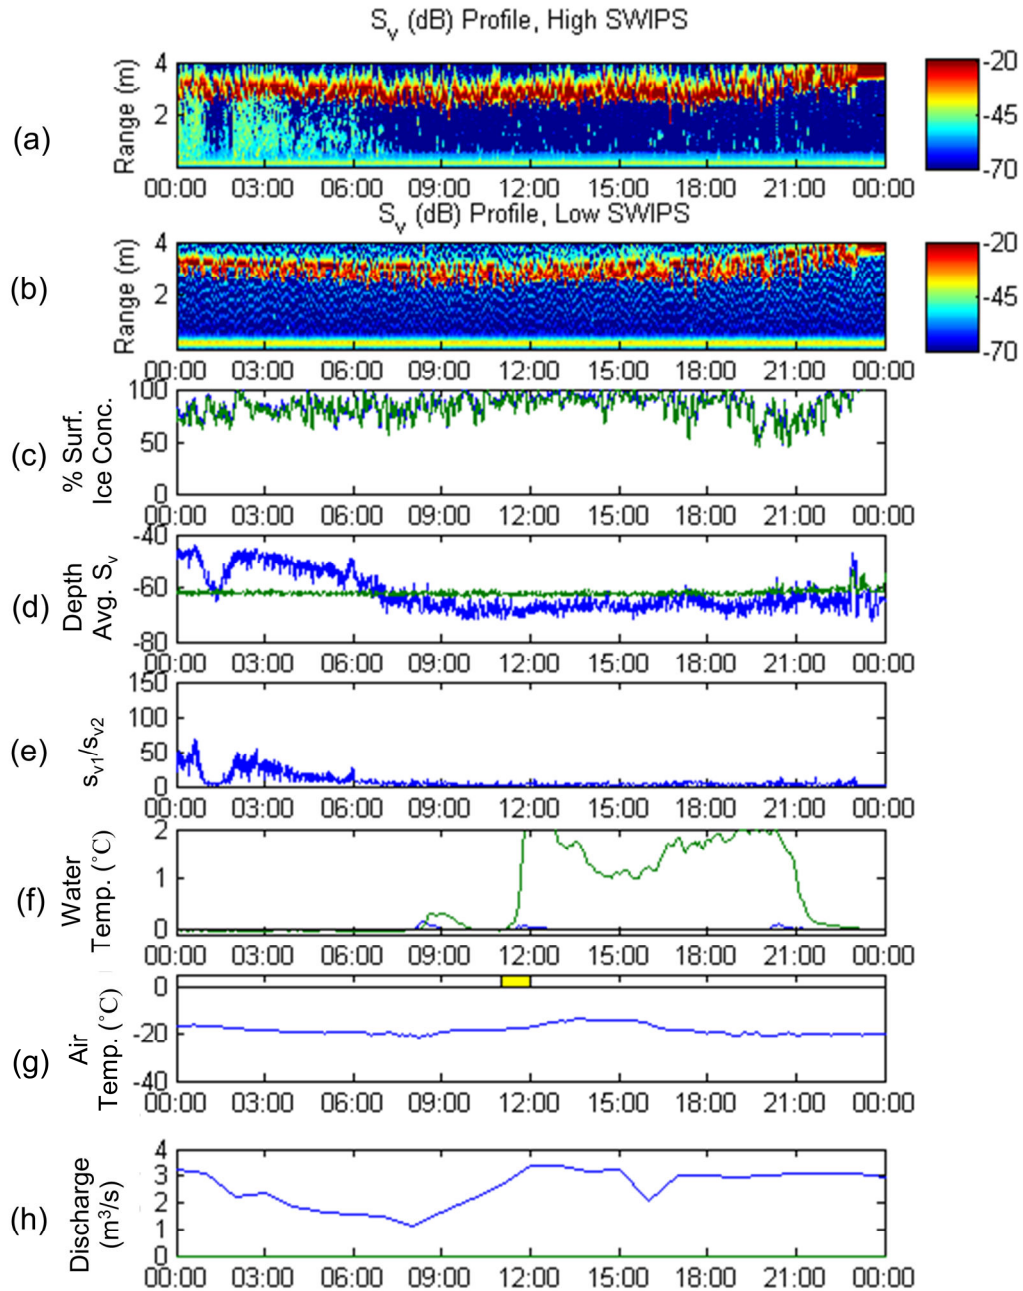 S_v (dB) Profile, High SWIPS
(a)
Range (m)
4
2
-20
-45
-70
00:00 03:00 06:00 09:00 12:00 15:00 18:00 21:00 00:00
S_v (dB) Profile, Low SWIPS
(b)
Range (m)
4
2
-20
-45
-70
00:00 03:00 06:00 09:00 12:00 15:00 18:00 21:00 00:00
(c)
% Surf.
Ice Conc.
100
50
0
00:00 03:00 06:00 09:00 12:00 15:00 18:00 21:00 00:00
(d)
Depth
Avg. S_v
-40
-60
-80
00:00 03:00 06:00 09:00 12:00 15:00 18:00 21:00 00:00
(e)
s_v1/s_v2
150
100
50
0
00:00 03:00 06:00 09:00 12:00 15:00 18:00 21:00 00:00
(f)
Water
Temp. (°C)
2
1
0
00:00 03:00 06:00 09:00 12:00 15:00 18:00 21:00 00:00
(g)
Air
Temp. (°C)
0
-20
-40
00:00 03:00 06:00 09:00 12:00 15:00 18:00 21:00 00:00
(h)
Discharge
(m³/s)
4
3
2
1
0
00:00 03:00 06:00 09:00 12:00 15:00 18:00 21:00 00:00